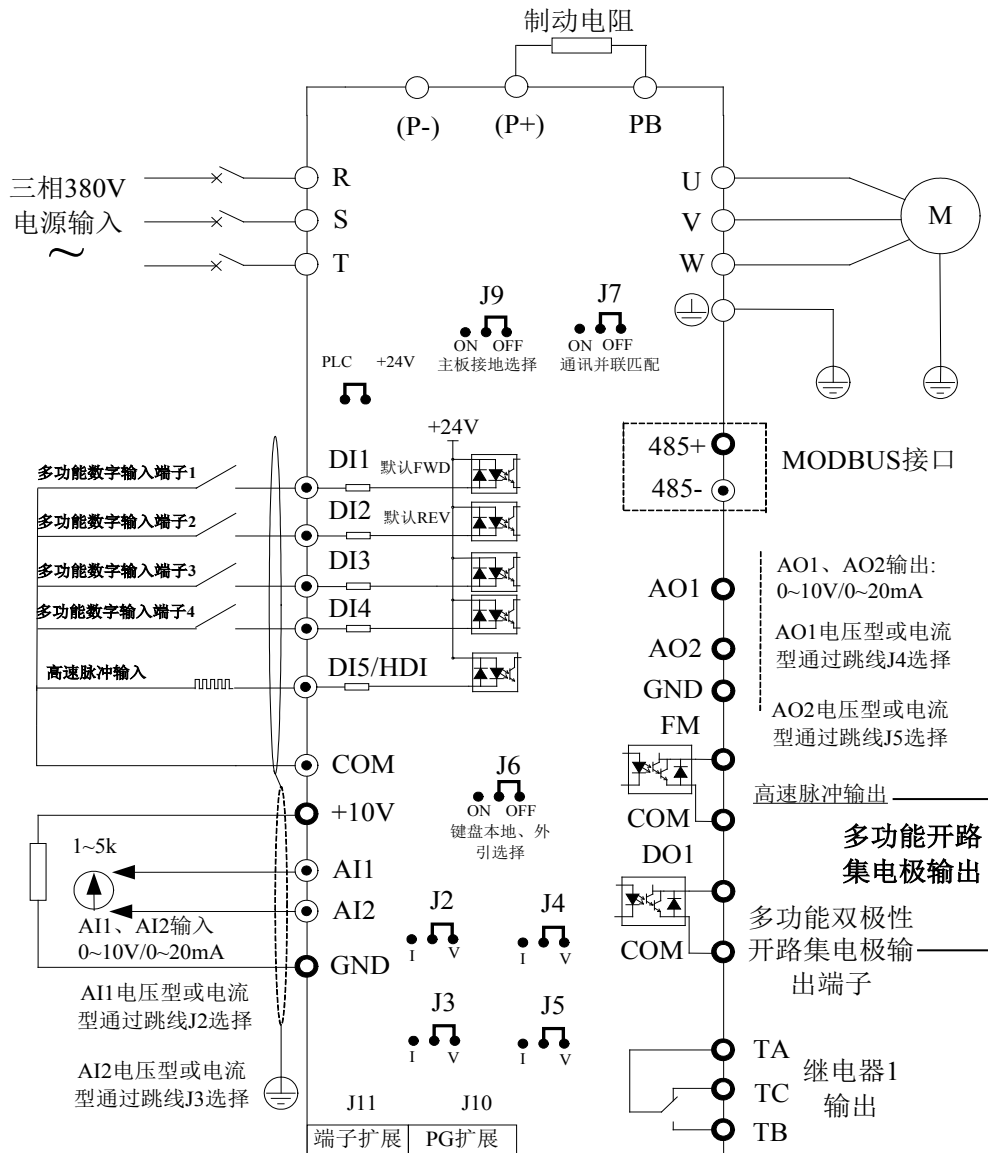 制动电阻
(P-)
(P+)
PB
三相380V
电源输入
~
R
S
T
U
V
W
M
J9
ON OFF
主板接地选择
J7
ON OFF
通讯并联匹配
PLC +24V
+24V
多功能数字输入端子1
DI1
默认FWD
多功能数字输入端子2
DI2
默认REV
多功能数字输入端子3
DI3
多功能数字输入端子4
DI4
高速脉冲输入
DI5/HDI
COM
485+
485-
MODBUS接口
AO1
AO2
GND
AO1、AO2输出:
0~10V/0~20mA
AO1电压型或电流
型通过跳线J4选择
AO2电压型或电流
型通过跳线J5选择
FM
COM
高速脉冲输出
多功能开路
集电极输出
DO1
COM
多功能双极性
开路集电极输
出端子
+10V
1~5k
AI1
AI2
AI1、AI2输入
0~10V/0~20mA
GND
AI1电压型或电流
型通过跳线J2选择
AI2电压型或电流
型通过跳线J3选择
J6
ON OFF
键盘本地、外
引选择
J2
I V
J4
I V
J3
I V
J5
I V
J11
J10
端子扩展
PG扩展
TA
TC
TB
继电器1
输出